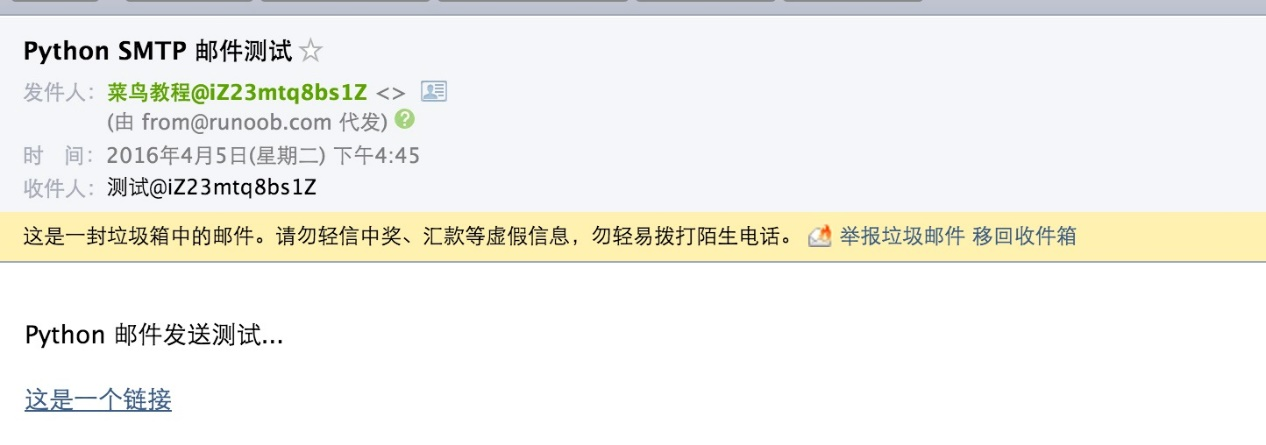 Python SMTP 邮件测试
发件人：菜鸟教程@iZ23mtq8bs1Z <>
(由 from@runoob.com 代发)
时 间：2016年4月5日(星期二) 下午4:45
收件人：测试@iZ23mtq8bs1Z
这是一封垃圾箱中的邮件。请勿轻信中奖、汇款等虚假信息，勿轻易拨打陌生电话。 举报垃圾邮件 移回收件箱
Python 邮件发送测试...
这是一个链接